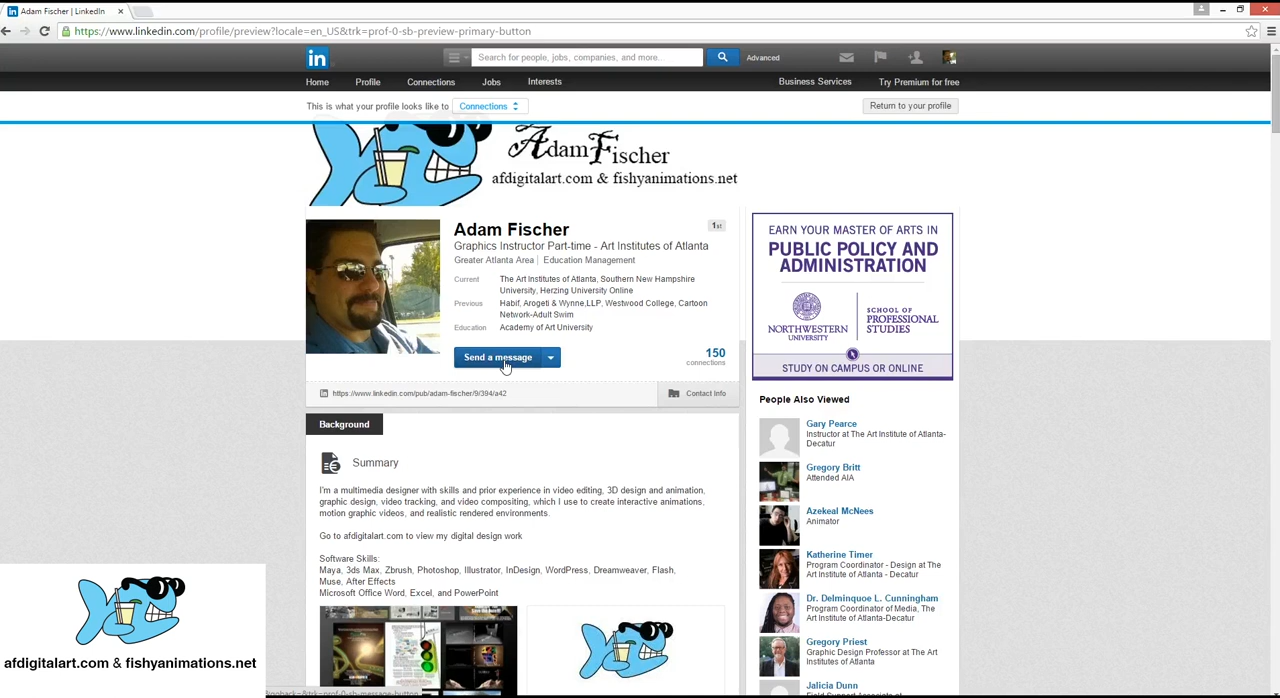 Adam Fischer | LinkedIn
https://www.linkedin.com/profile/preview?locale=en_US&trk=prof-0-sb-preview-primary-button
in
Search for people, jobs, companies, and more...
Advanced
Home Profile Connections Jobs Interests
Business Services Try Premium for free
This is what your profile looks like to Connections
Return to your profile
Adam Fischer
afdigitalart.com & fishyanimations.net
Adam Fischer
1st
Graphics Instructor Part-time - Art Institutes of Atlanta
Greater Atlanta Area | Education Management
Current The Art Institutes of Atlanta, Southern New Hampshire
University, Herzing University Online
Previous Habif, Arogeti & Wynne,LLP, Westwood College, Cartoon
Network-Adult Swim
Education Academy of Art University
Send a message
150
connections
https://www.linkedin.com/pub/adam-fischer/9/394/a42
Contact Info
Background
Summary
I'm a multimedia designer with skills and prior experience in video editing, 3D design and animation,
graphic design, video tracking, and video compositing, which I use to create interactive animations,
motion graphic videos, and realistic rendered environments.
Go to afdigitalart.com to view my digital design work
Software Skills:
Maya, 3ds Max, Zbrush, Photoshop, Illustrator, InDesign, WordPress, Dreamweaver, Flash,
Muse, After Effects
Microsoft Office Word, Excel, and PowerPoint
EARN YOUR MASTER OF ARTS IN
PUBLIC POLICY AND
ADMINISTRATION
NORTHWESTERN
UNIVERSITY
SCHOOL OF
PROFESSIONAL
STUDIES
STUDY ON CAMPUS OR ONLINE
People Also Viewed
Gary Pearce
Instructor at The Art Institute of Atlanta-
Decatur
Gregory Britt
Attended AIA
Azekeal McNees
Animator
Katherine Timer
Program Coordinator - Design at The
Art Institute of Atlanta - Decatur
Dr. Delminquoe L. Cunningham
Program Coordinator of Media, The
Art Institute of Atlanta-Decatur
Gregory Priest
Graphic Design Professor at The Art
Institutes of Atlanta
Jalicia Dunn
afdigitalart.com & fishyanimations.net